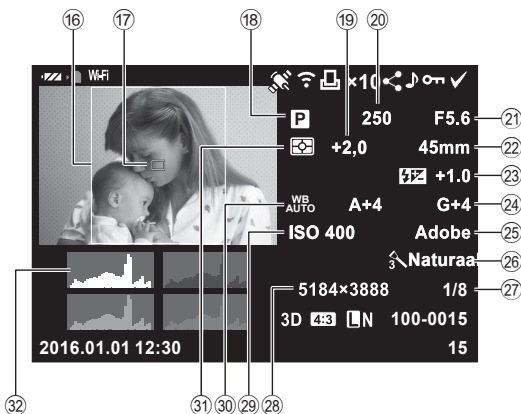 ⑱ ⑲ ⑳
⑯ ⑰
Wi-Fi ×10
P 250 F5.6 ㉑
+2,0 45mm ㉒
+1.0 ㉓
WB AUTO A+4 G+4 ㉔
ISO 400 Adobe ㉕
3 Naturaa ㉖
5184×3888 1/8 ㉗
3D 4:3 L N 100-0015
2016.01.01 12:30 15
㉜ ㉛ ㉚ ㉙ ㉘